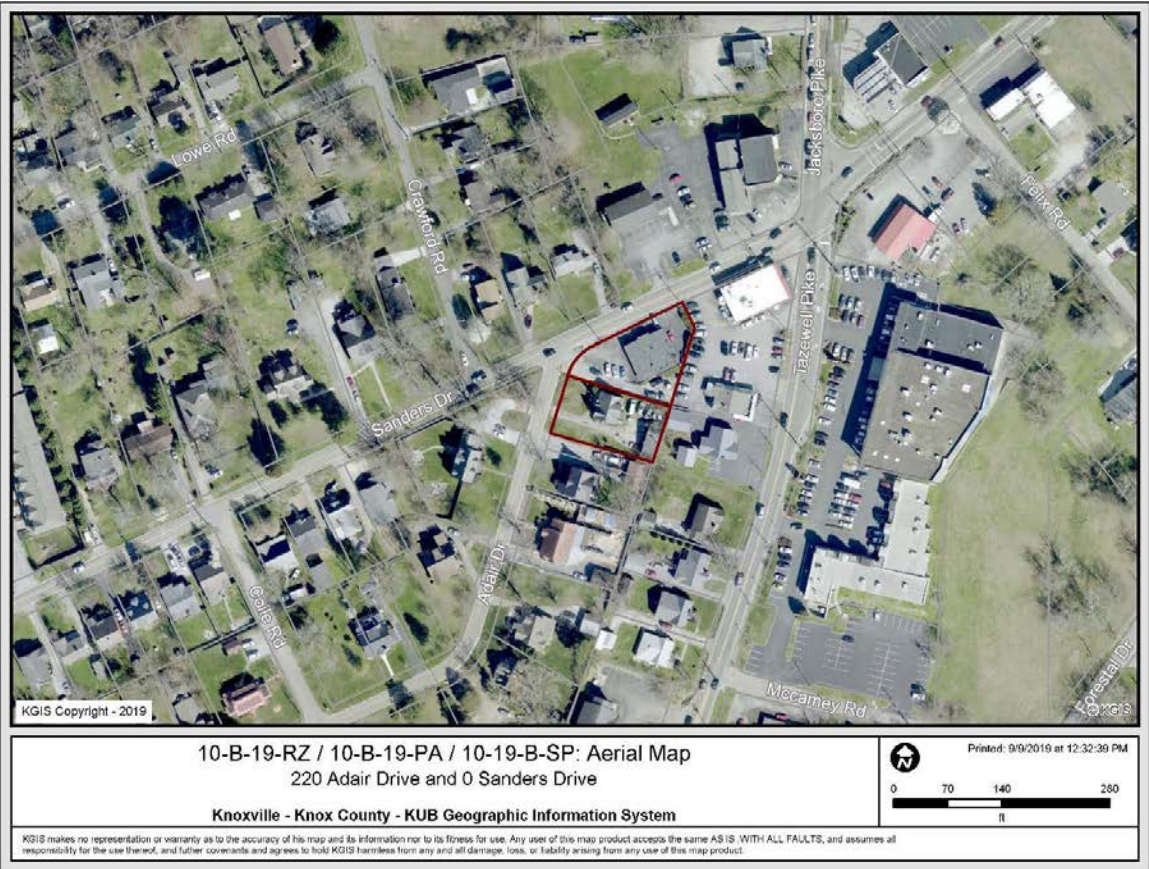 Jacksboro Pike
Lowe Rd
Crawford Rd
Felix Rd
Tazewell Pike
Sanders Dr
Adair Dr
Colle Rd
Mccamey Rd
Forestal Dr
KGIS Copyright - 2019
© KGIS
10-B-19-RZ / 10-B-19-PA / 10-19-B-SP: Aerial Map
220 Adair Drive and 0 Sanders Drive
Knoxville - Knox County - KUB Geographic Information System
Printed: 9/9/2019 at 12:32:39 PM
0 70 140 280
ft
KGIS makes no representation or warranty as to the accuracy of his map and its information nor to its fitness for use. Any user of this map product accepts the same AS IS ,WITH ALL FAULTS, and assumes all
responsibility for the use thereof, and futher covenants and agrees to hold KGIS harmless from any and all damage, loss, or liability arising from any use of this map product.